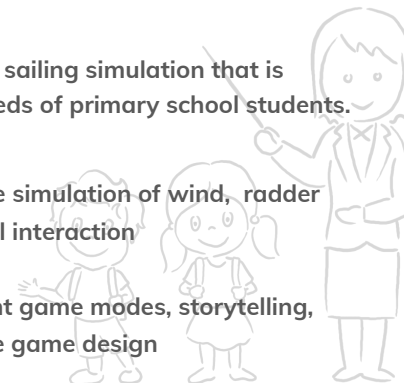 sailing simulation that is
eds of primary school students.
e simulation of wind, radder
l interaction
nt game modes, storytelling,
e game design